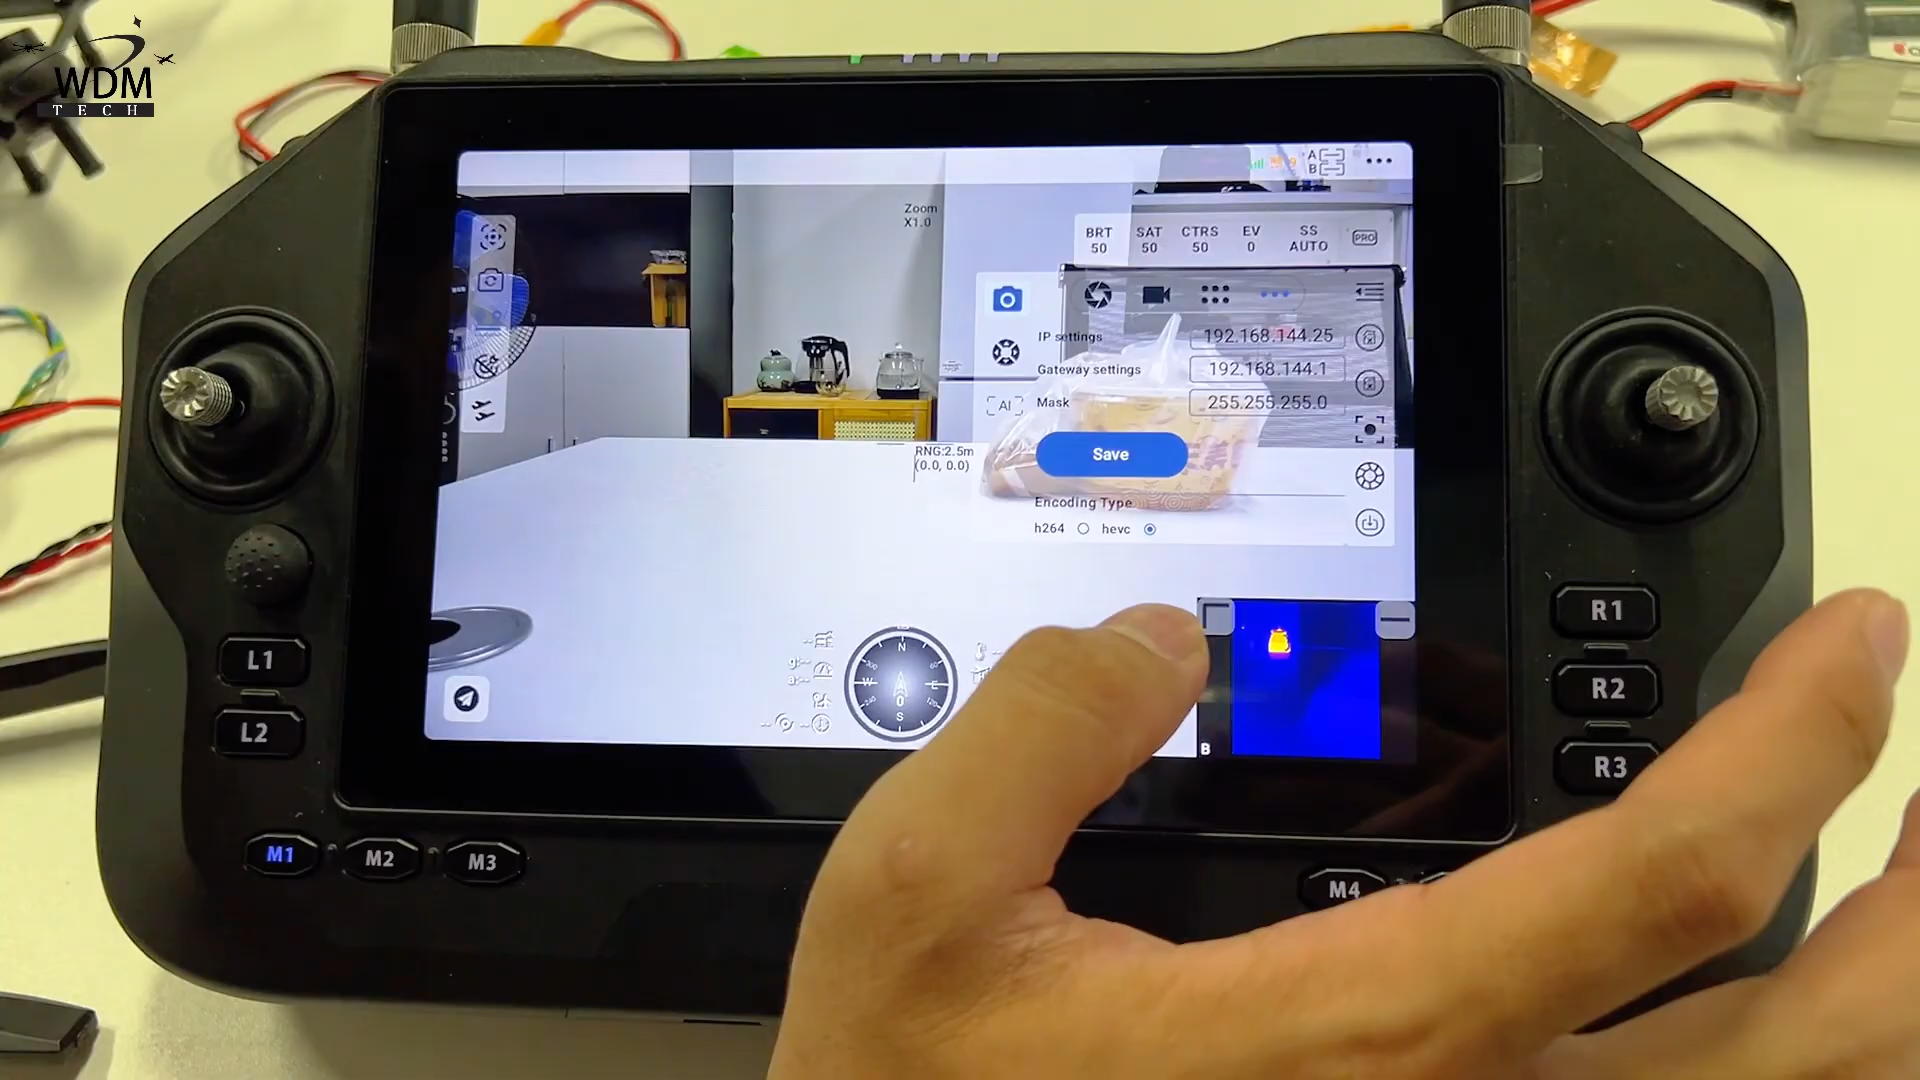 WDM
TECH
A
B
Zoom
X1.0
BRT
50
SAT
50
CTRS
50
EV
0
SS
AUTO
PRO
IP settings
192.168.144.25
Gateway settings
192.168.144.1
AI
Mask
255.255.255.0
Save
RNG:2.5m
(0.0, 0.0)
Encoding Type
h264
hevc
N
W
E
S
0
B
L1
L2
R1
R2
R3
M1
M2
M3
M4